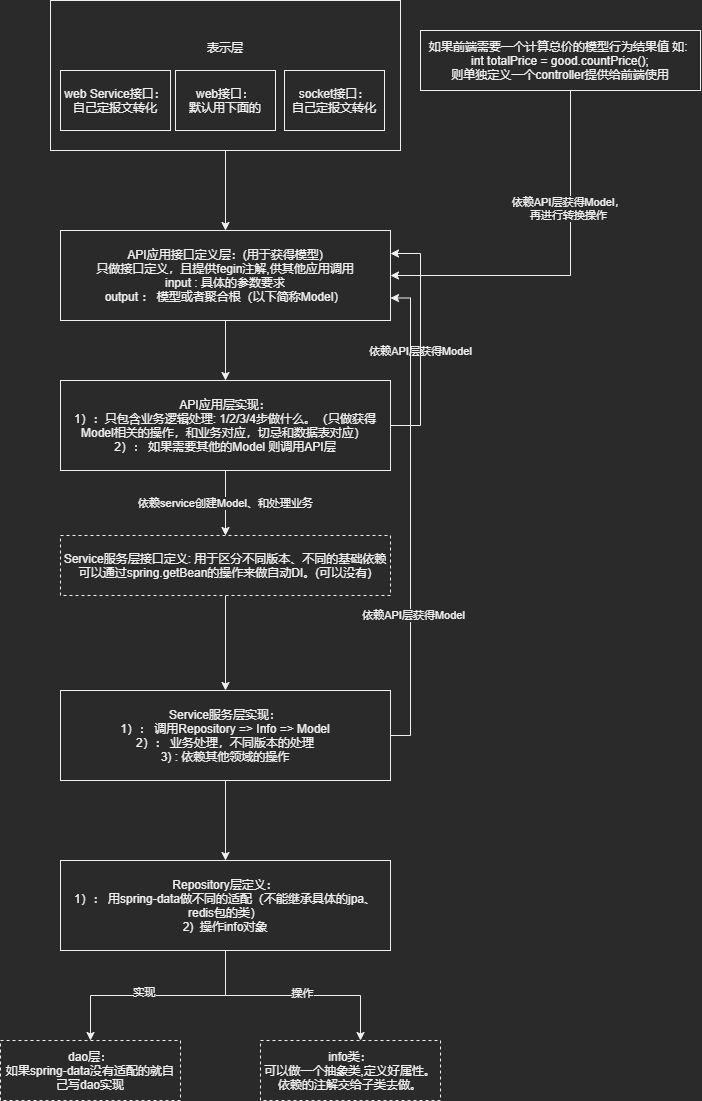 表示层
web Service接口：
自己定报文转化
web接口：
默认用下面的
socket接口：
自己定报文转化
如果前端需要一个计算总价的模型行为结果值 如:
int totalPrice = good.countPrice();
则单独定义一个controller提供给前端使用
依赖API层获得Model，
再进行转换操作
API应用接口定义层：(用于获得模型)
只做接口定义，且提供fegin注解,供其他应用调用
input : 具体的参数要求
output ： 模型或者聚合根（以下简称Model）
依赖API层获得Model
API应用层实现：
1）：只包含业务逻辑处理: 1/2/3/4步做什么。（只做获得
Model相关的操作，和业务对应，切忌和数据表对应）
2）： 如果需要其他的Model 则调用API层
依赖service创建Model、和处理业务
Service服务层接口定义: 用于区分不同版本、不同的基础依赖
可以通过spring.getBean的操作来做自动DI。(可以没有)
依赖API层获得Model
Service服务层实现：
1）： 调用Repository => Info => Model
2）： 业务处理，不同版本的处理
3) : 依赖其他领域的操作
Repository层定义：
1）： 用spring-data做不同的适配（不能继承具体的jpa、
redis包的类）
2）操作info对象
实现
操作
dao层：
如果spring-data没有适配的就自
己写dao实现
info类：
可以做一个抽象类,定义好属性。
依赖的注解交给子类去做。